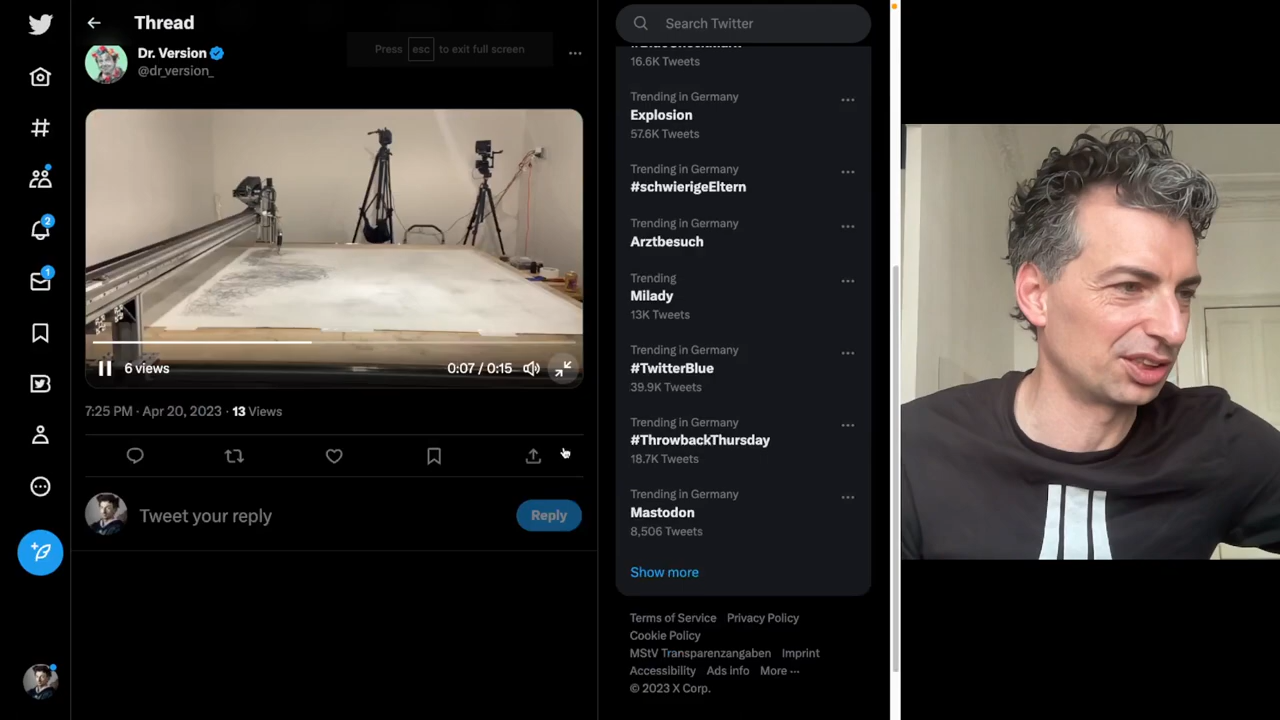 Thread
Press esc to exit full screen
Dr. Version
@dr_version_
6 views
0:07 / 0:15
7:25 PM · Apr 20, 2023 · 13 Views
Tweet your reply
Reply
2
1
Search Twitter
16.6K Tweets
Trending in Germany
Explosion
57.6K Tweets
Trending in Germany
#schwierigeEltern
Trending in Germany
Arztbesuch
Trending
Milady
13K Tweets
Trending in Germany
#TwitterBlue
39.9K Tweets
Trending in Germany
#ThrowbackThursday
18.7K Tweets
Trending in Germany
Mastodon
8,506 Tweets
Show more
Terms of Service Privacy Policy
Cookie Policy
MStV Transparenzangaben Imprint
Accessibility Ads info More ···
© 2023 X Corp.